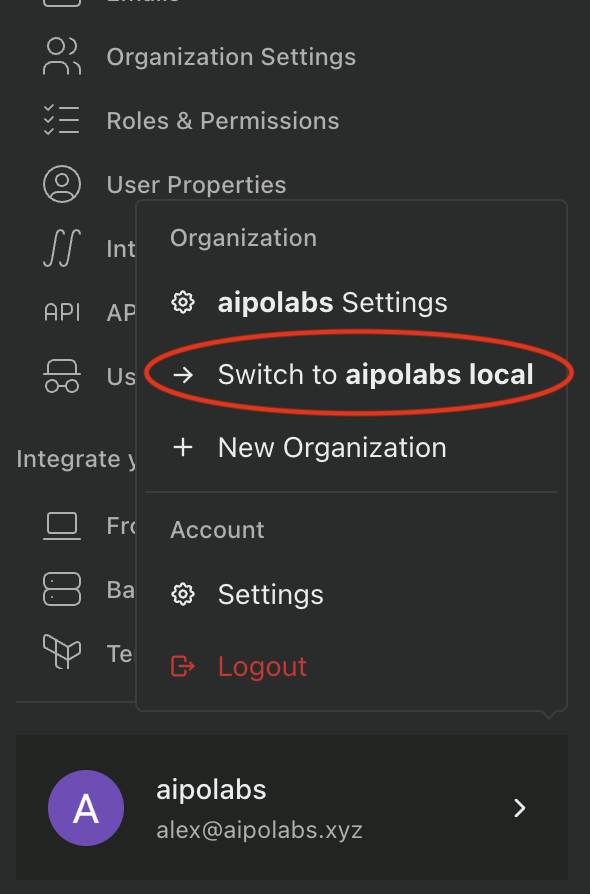 Organization Settings
Roles & Permissions
User Properties
Int
API AP
Us
Integrate y
Fro
Ba
Te
Organization
aipolabs Settings
Switch to aipolabs local
New Organization
Account
Settings
Logout
A
aipolabs
alex@aipolabs.xyz